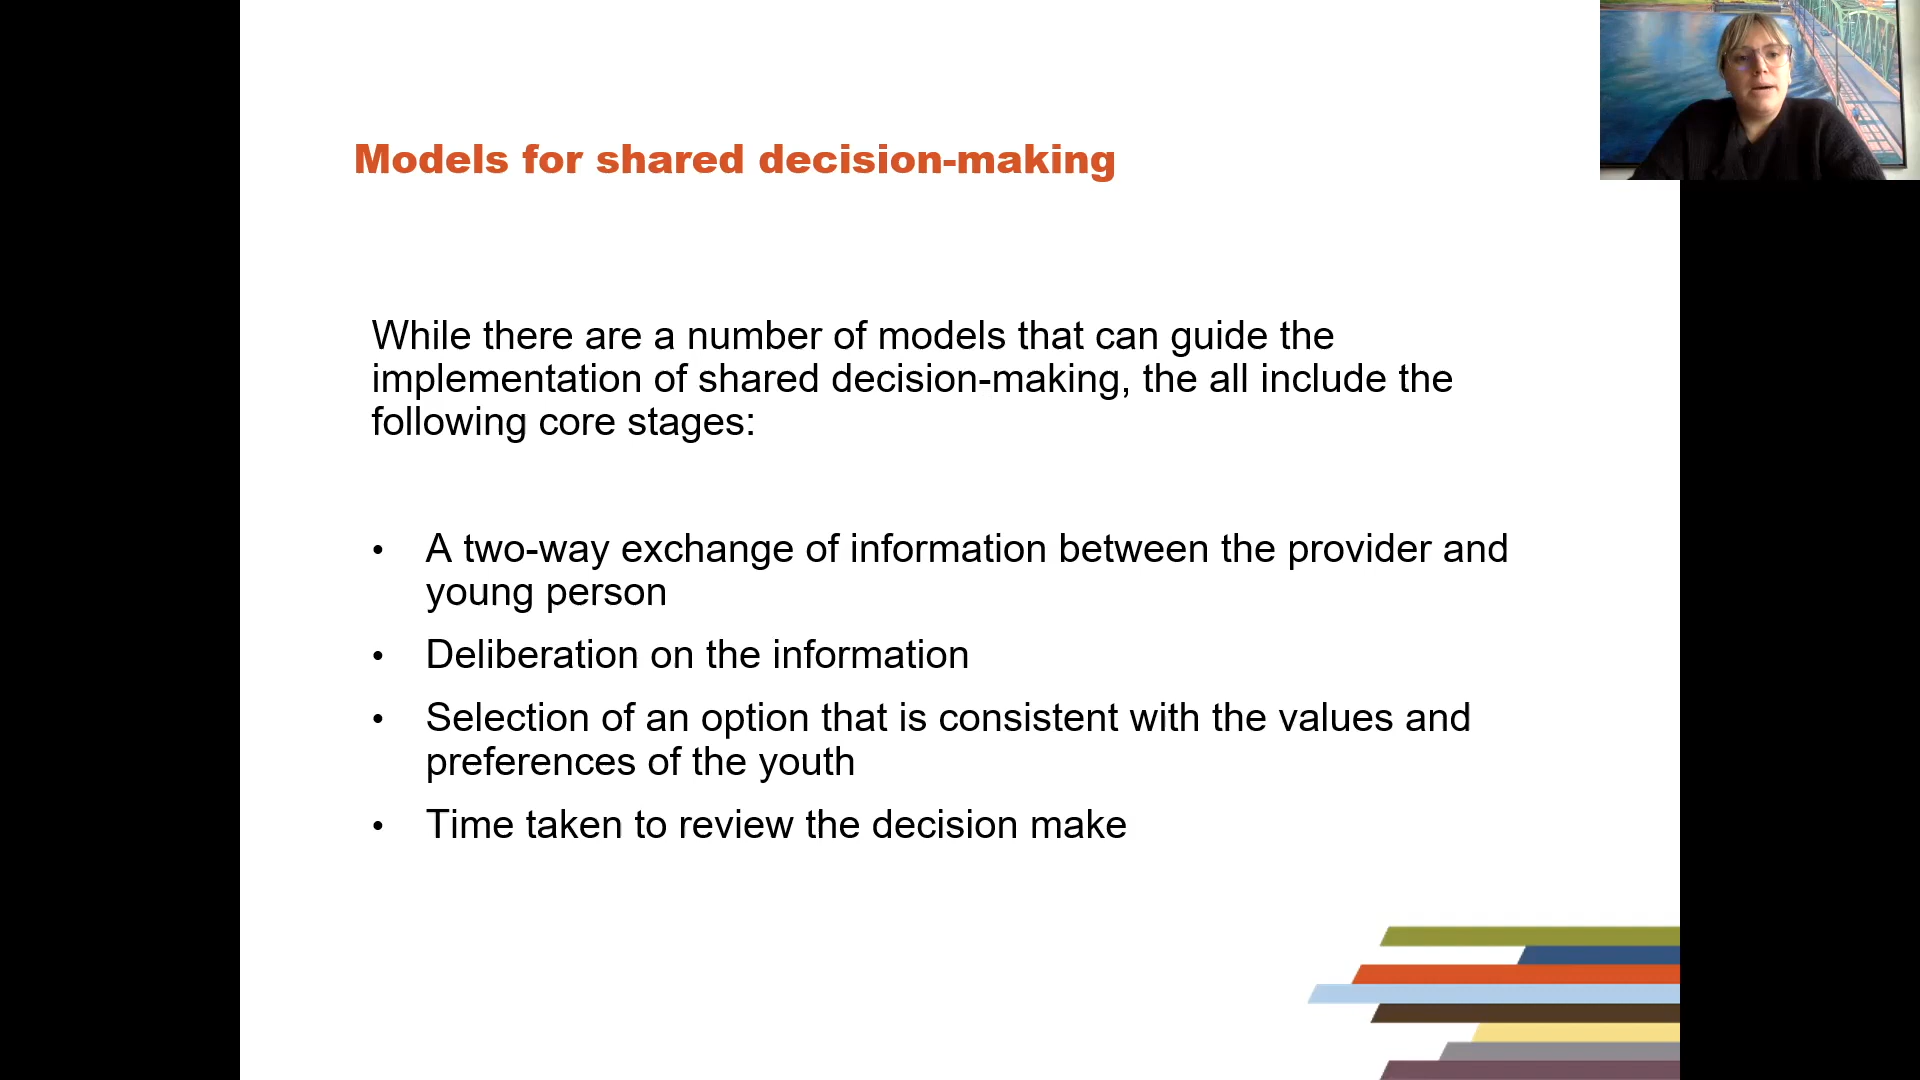 Models for shared decision-making
While there are a number of models that can guide the
implementation of shared decision-making, the all include the
following core stages:
• A two-way exchange of information between the provider and
young person
• Deliberation on the information
• Selection of an option that is consistent with the values and
preferences of the youth
• Time taken to review the decision make